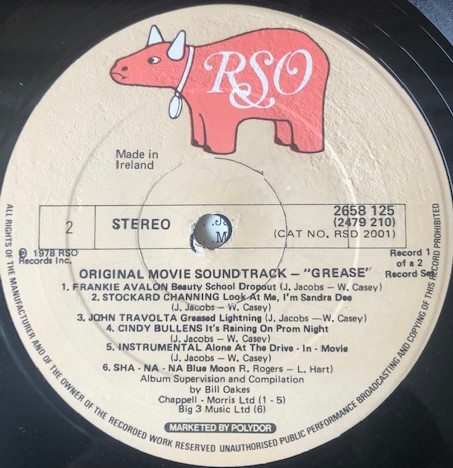 RSO
Made in
Ireland
2 STEREO 2658 125
(2479 210)
(CAT NO. RSD 2001)
℗ 1978 RSO
Records Inc.
Record 1
of a 2
Record Set
ORIGINAL MOVIE SOUNDTRACK – "GREASE"
1. FRANKIE AVALON Beauty School Dropout (J. Jacobs – W. Casey)
2. STOCKARD CHANNING Look At Me, I'm Sandra Dee
(J. Jacobs – W. Casey)
3. JOHN TRAVOLTA Greased Lightning (J. Jacobs – W. Casey)
4. CINDY BULLENS It's Raining On Prom Night
(J. Jacobs – W. Casey)
5. INSTRUMENTAL Alone At The Drive - In - Movie
(J. Jacobs – W. Casey)
6. SHA - NA - NA Blue Moon R, Rogers – L. Hart)
Album Supervision and Compilation
by Bill Oakes
Chappell - Morris Ltd (1 - 5)
Big 3 Music Ltd (6)
MARKETED BY POLYDOR
ALL RIGHTS OF THE MANUFACTURER AND OF THE OWNER OF THE RECORDED WORK RESERVED UNAUTHORISED PUBLIC PERFORMANCE BROADCASTING AND COPYING OF THIS RECORD PROHIBITED